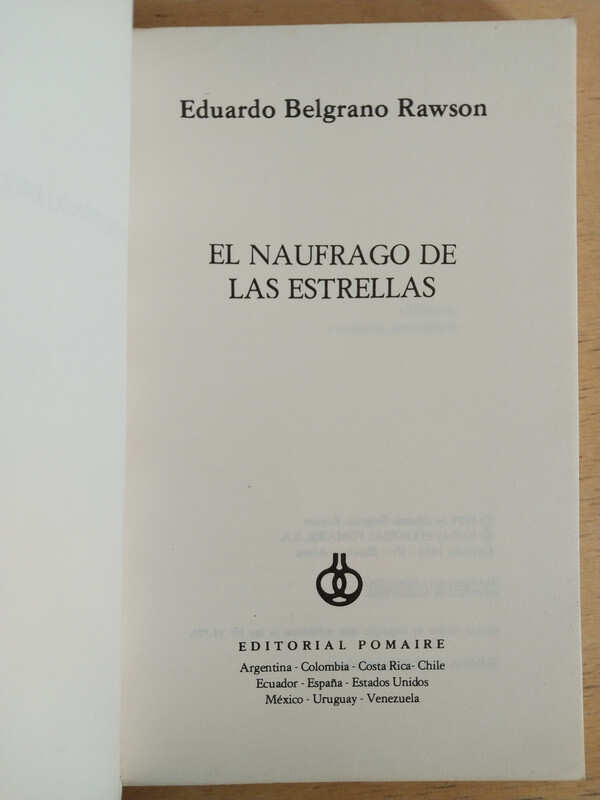 Eduardo Belgrano Rawson
EL NAUFRAGO DE
LAS ESTRELLAS
EDITORIAL POMAIRE
Argentina - Colombia - Costa Rica- Chile
Ecuador - España - Estados Unidos
México - Uruguay - Venezuela